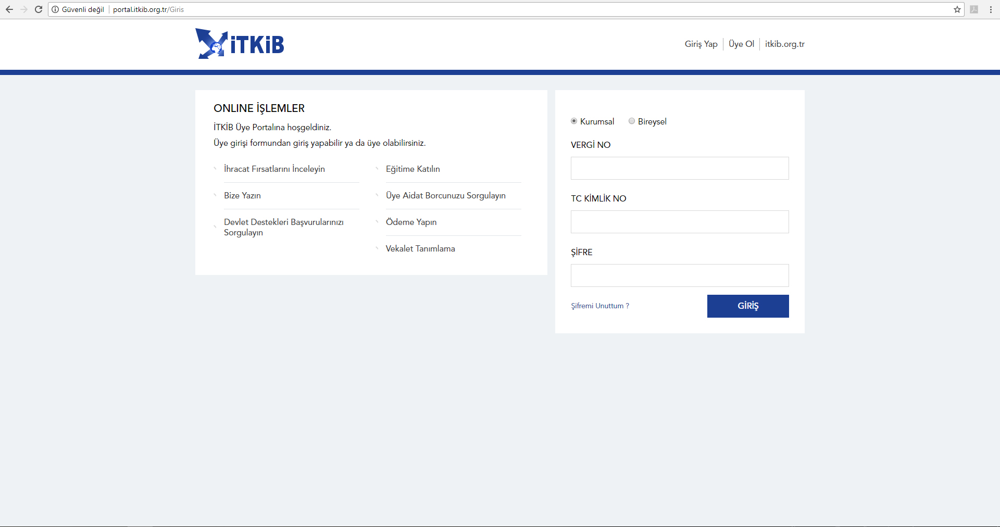 Güvenli değil
portal.itkib.org.tr/Giris
iTKiB
Giriş Yap
Üye Ol
itkib.org.tr
ONLINE İŞLEMLER
İTKİB Üye Portalına hoşgeldiniz.
Üye girişi formundan giriş yapabilir ya da üye olabilirsiniz.
İhracat Fırsatlarını İnceleyin
Bize Yazın
Devlet Destekleri Başvurularınızı
Sorgulayın
Eğitime Katılın
Üye Aidat Borcunuzu Sorgulayın
Ödeme Yapın
Vekalet Tanımlama
Kurumsal
Bireysel
VERGİ NO
TC KİMLİK NO
ŞİFRE
Şifremi Unuttum ?
GİRİŞ